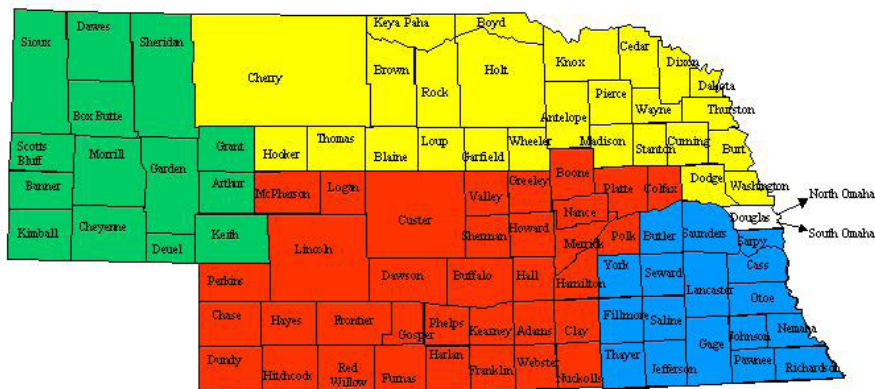 Sioux
Dawes
Sheridan
Cherry
Keya Paha
Boyd
Brown
Rock
Holt
Knox
Cedar
Dixon
Dakota
Pierce
Wayne
Thurston
Antelope
Box Butte
Scotts
Bluff
Morrill
Garden
Grant
Hooker
Thomas
Blaine
Loup
Garfield
Wheeler
Madison
Stanton
Cuming
Burt
Banner
Arthur
McPherson
Logan
Custer
Valley
Greeley
Boone
Platte
Colfax
Dodge
Washington
North Omaha
Kimball
Cheyenne
Deuel
Keith
Lincoln
Sherman
Howard
Nance
Merrick
Polk
Butler
Saunders
Douglas
South Omaha
Sarpy
Perkins
Dawson
Buffalo
Hall
Hamilton
York
Seward
Lancaster
Cass
Otoe
Chase
Hayes
Frontier
Gosper
Phelps
Kearney
Adams
Clay
Fillmore
Saline
Gage
Johnson
Nemaha
Dundy
Hitchcock
Red
Willow
Furnas
Harlan
Franklin
Webster
Nuckolls
Thayer
Jefferson
Pawnee
Richardson